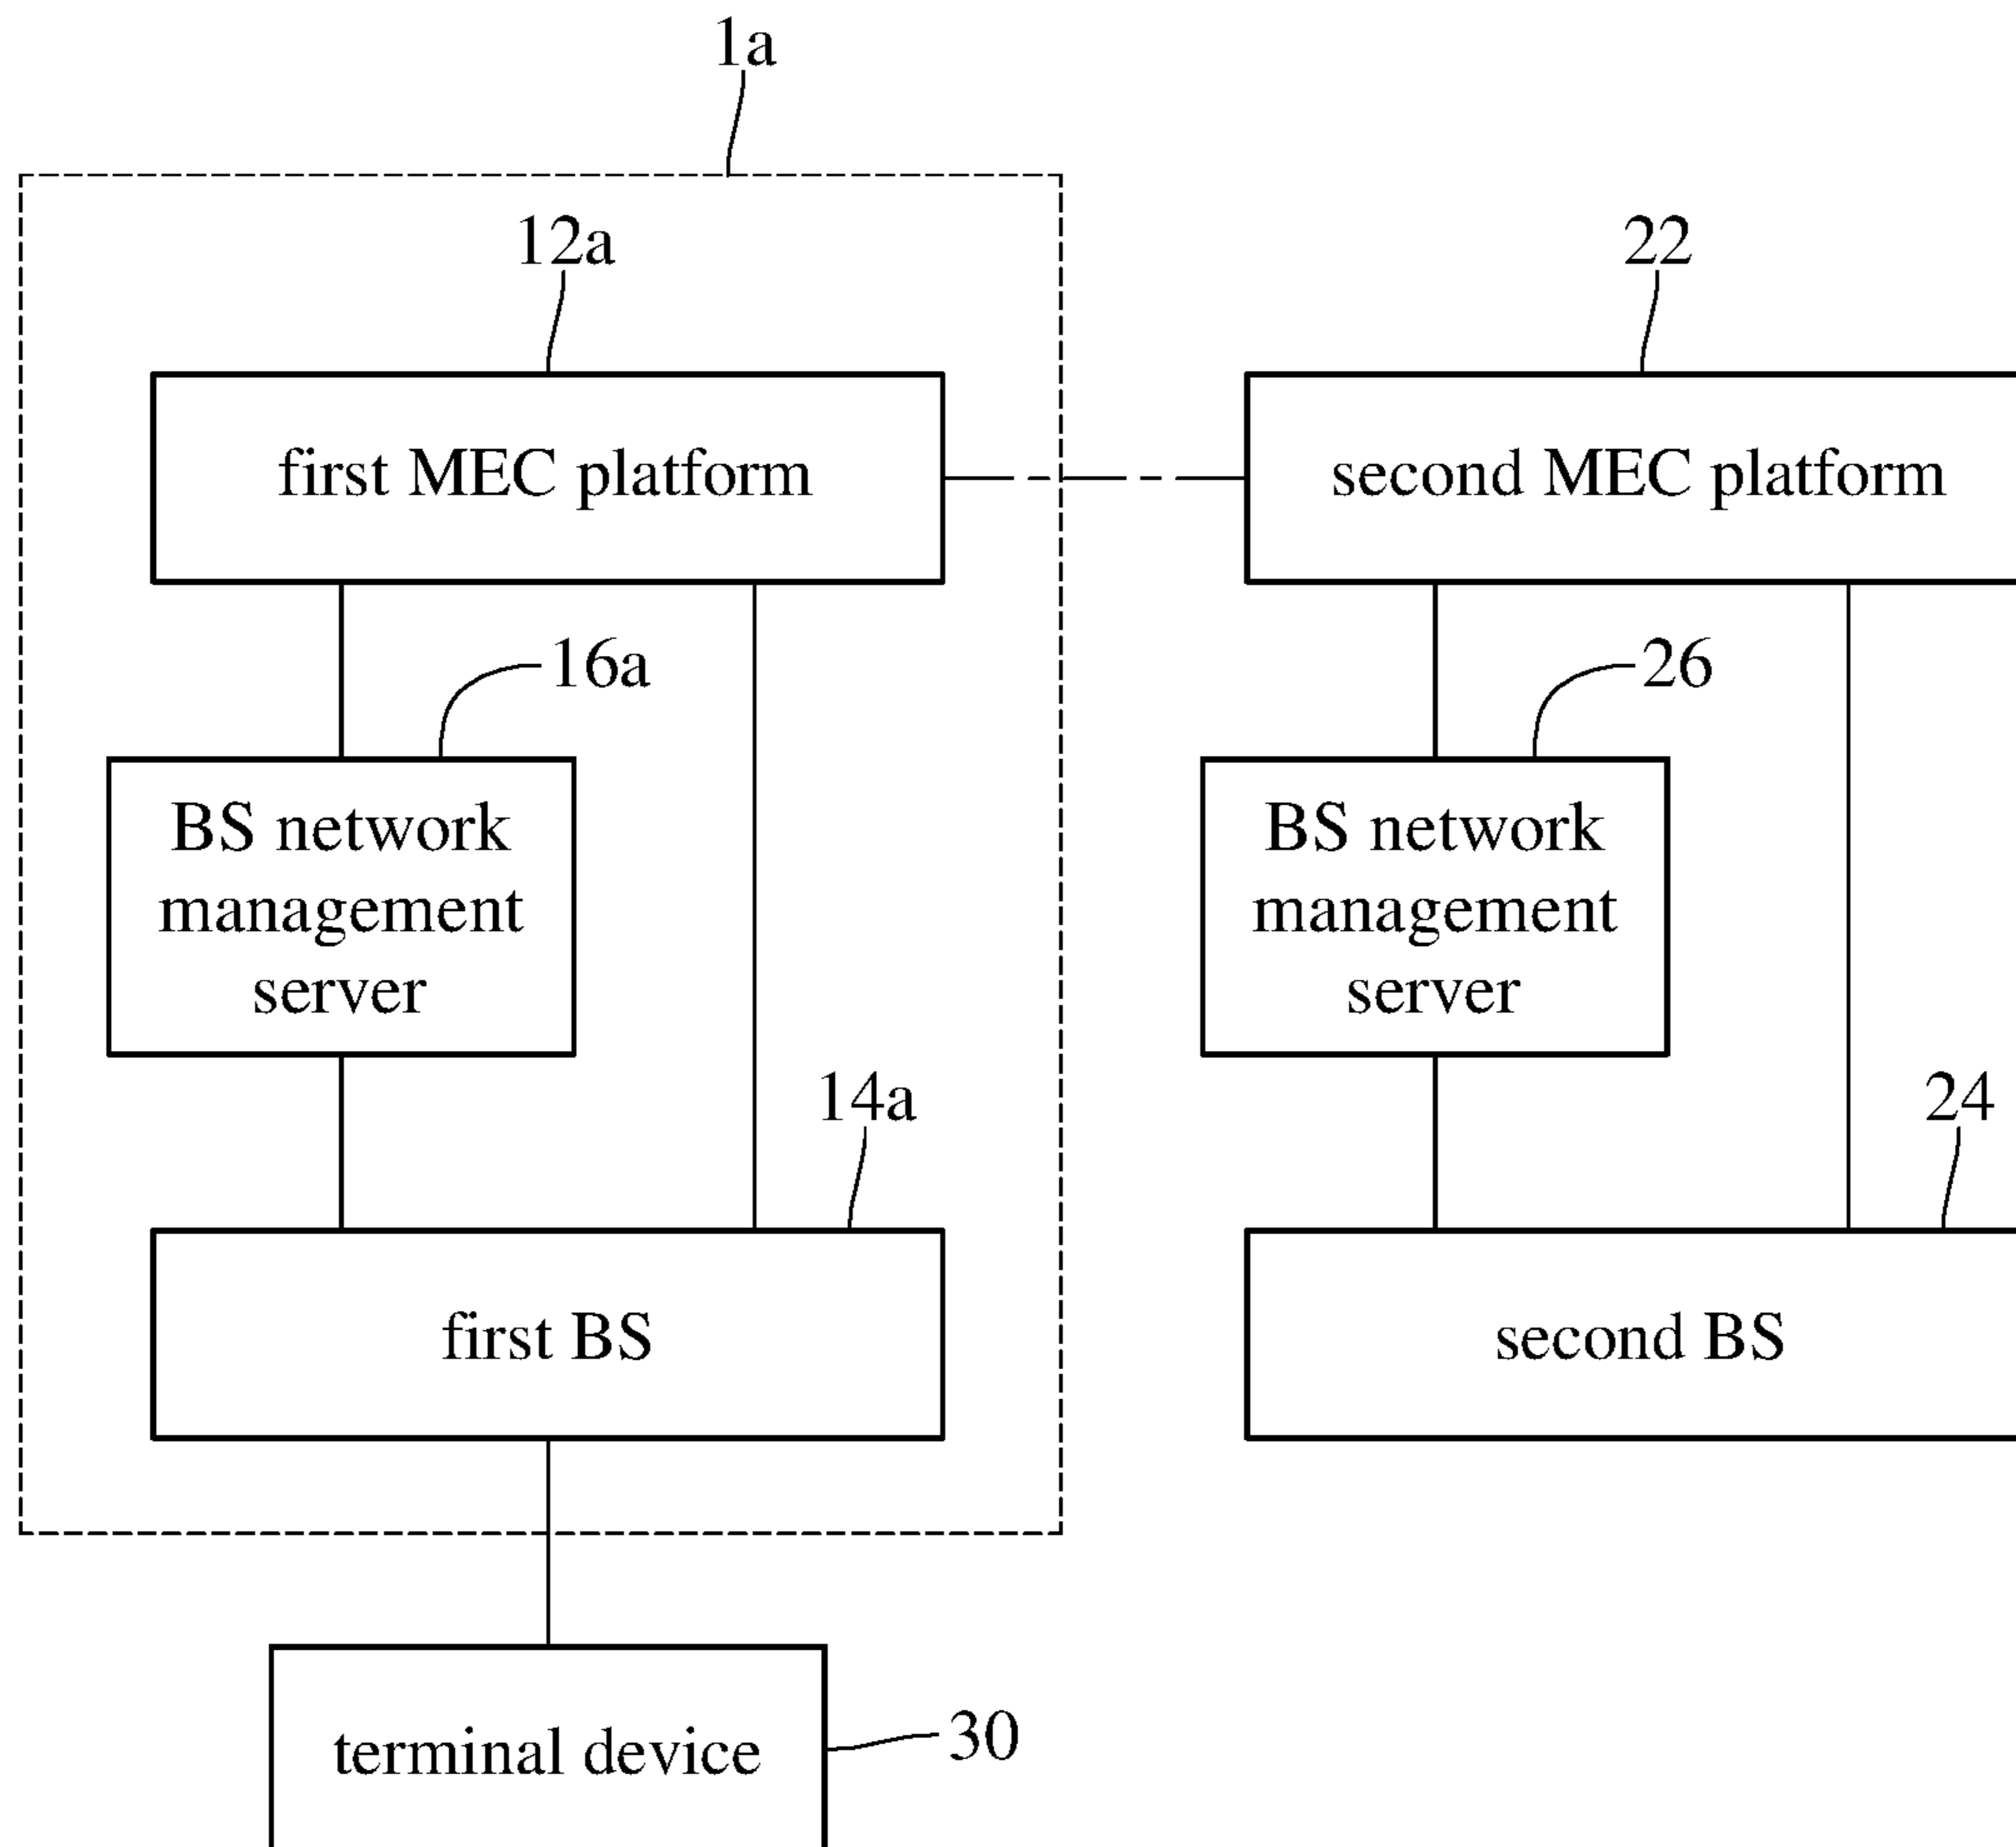 1a
12a
22
first MEC platform
second MEC platform
16a
26
BS network
management
server
BS network
management
server
14a
24
first BS
second BS
terminal device
30